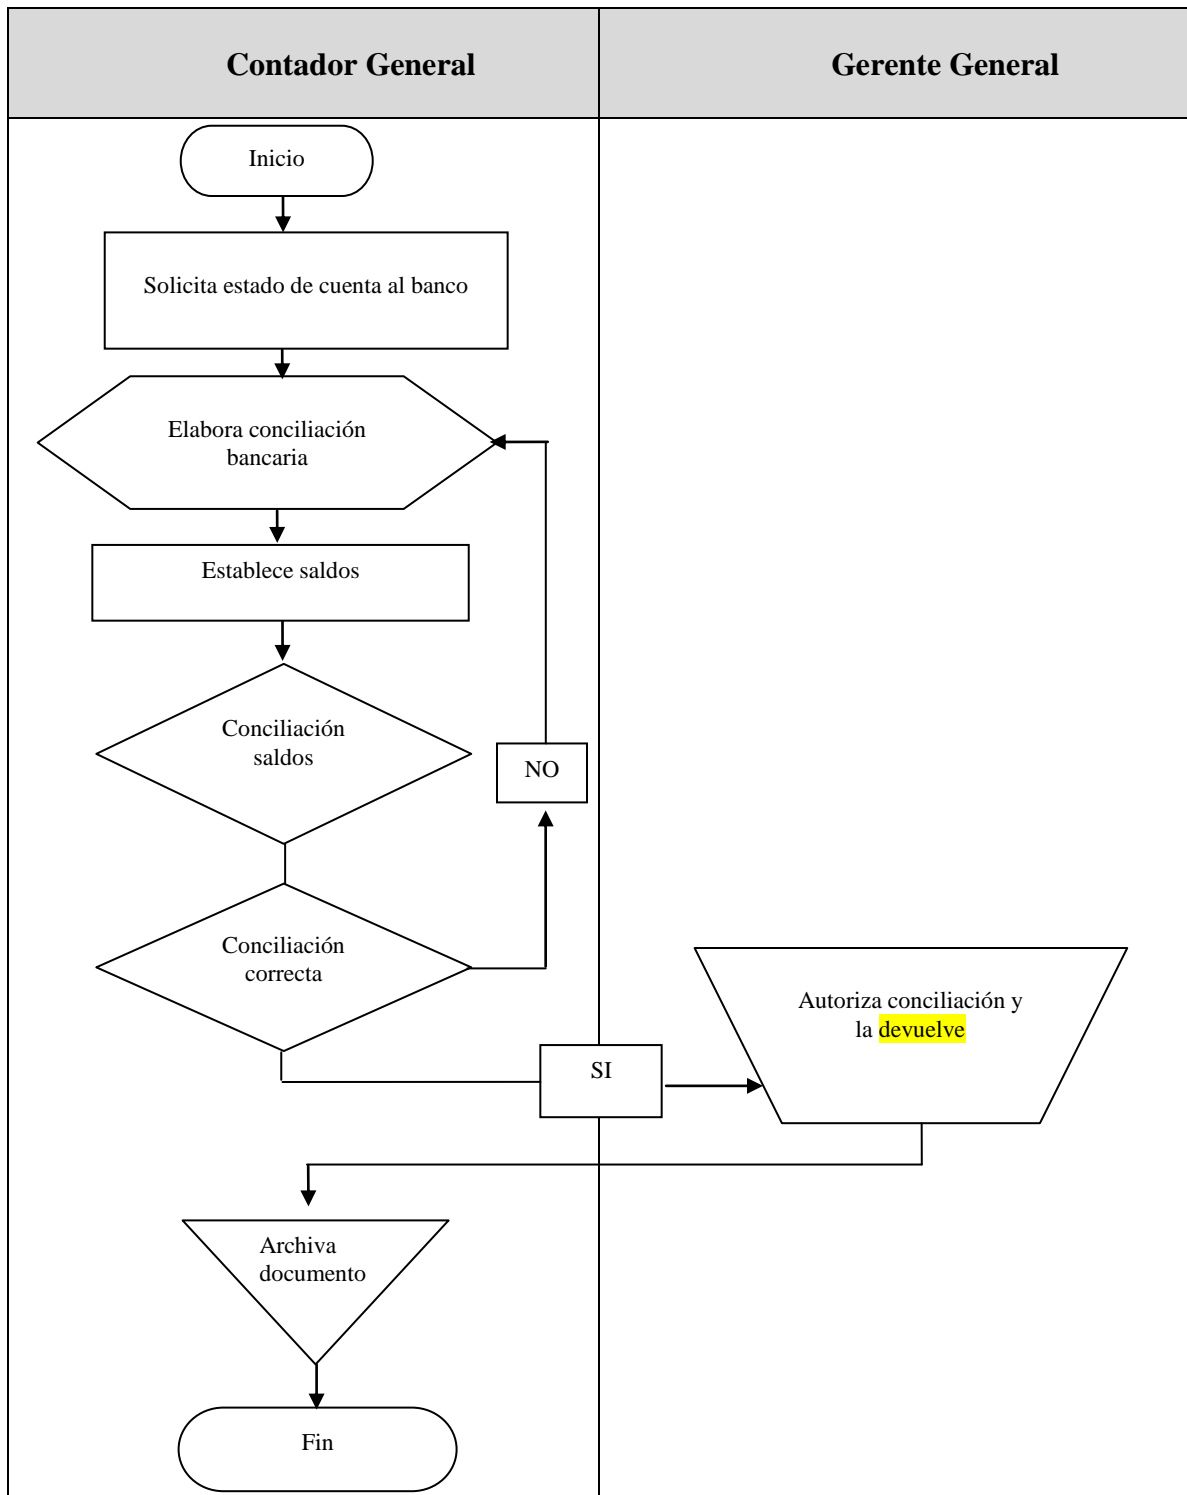 Contador General
Gerente General
Inicio
Solicita estado de cuenta al banco
Elabora conciliación
bancaria
Establece saldos
Conciliación
saldos
NO
Conciliación
correcta
Autoriza conciliación y
la devuelve
SI
Archiva
documento
Fin